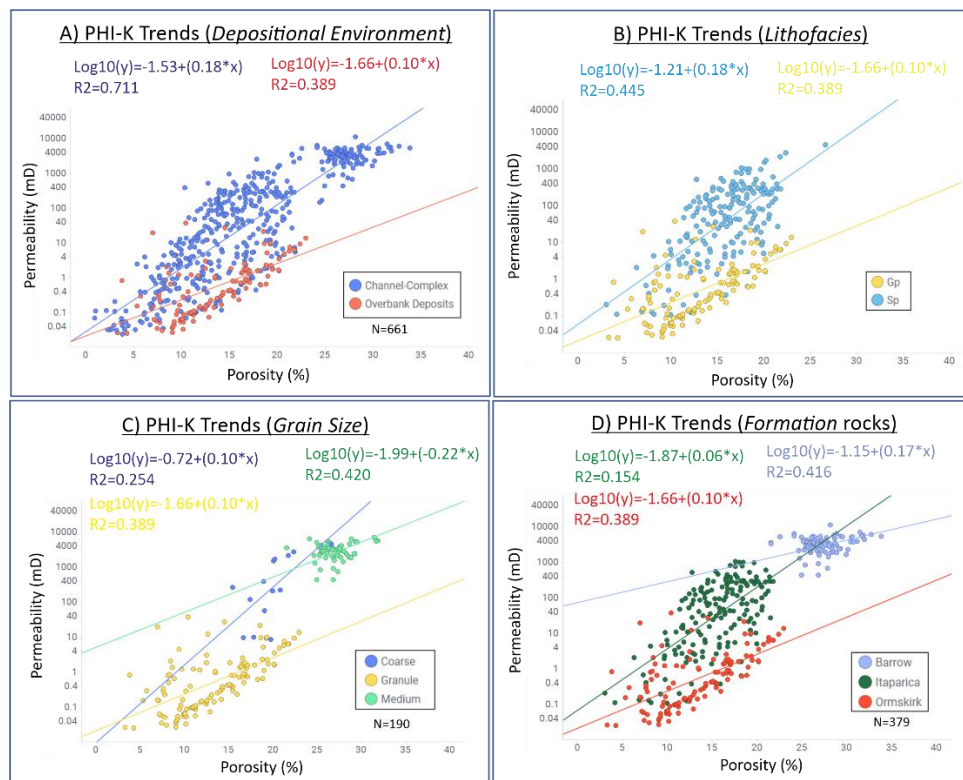 A) PHI-K Trends (Depositional Environment)
Log10(y)=-1.53+(0.18*x)
R2=0.711
Log10(y)=-1.66+(0.10*x)
R2=0.389
Permeability (mD)
40000
10000
4000
1000
400
100
40
10
4
1
0.4
0.1
0.04
Channel-Complex
Overbank Deposits
N=661
0 5 10 15 20 25 30 35 40
Porosity (%)
B) PHI-K Trends (Lithofacies)
Log10(y)=-1.21+(0.18*x)
R2=0.445
Log10(y)=-1.66+(0.10*x)
R2=0.389
Permeability (mD)
40000
10000
4000
1000
400
100
40
10
4
1
0.4
0.1
0.04
Gp
Sp
0 5 10 15 20 25 30 35 40
Porosity (%)
C) PHI-K Trends (Grain Size)
Log10(y)=-0.72+(0.10*x)
R2=0.254
Log10(y)=-1.99+(-0.22*x)
R2=0.420
Log10(y)=-1.66+(0.10*x)
R2=0.389
Permeability (mD)
40000
10000
4000
1000
400
100
40
10
4
1
0.4
0.1
0.04
Coarse
Granule
Medium
N=190
0 5 10 15 20 25 30 35 40
Porosity (%)
D) PHI-K Trends (Formation rocks)
Log10(y)=-1.87+(0.06*x)
R2=0.154
Log10(y)=-1.15+(0.17*x)
R2=0.416
Log10(y)=-1.66+(0.10*x)
R2=0.389
Permeability (mD)
40000
10000
4000
1000
400
100
40
10
4
1
0.4
0.1
0.04
Barrow
Itaparica
Ormskirk
N=379
0 5 10 15 20 25 30 35 40
Porosity (%)